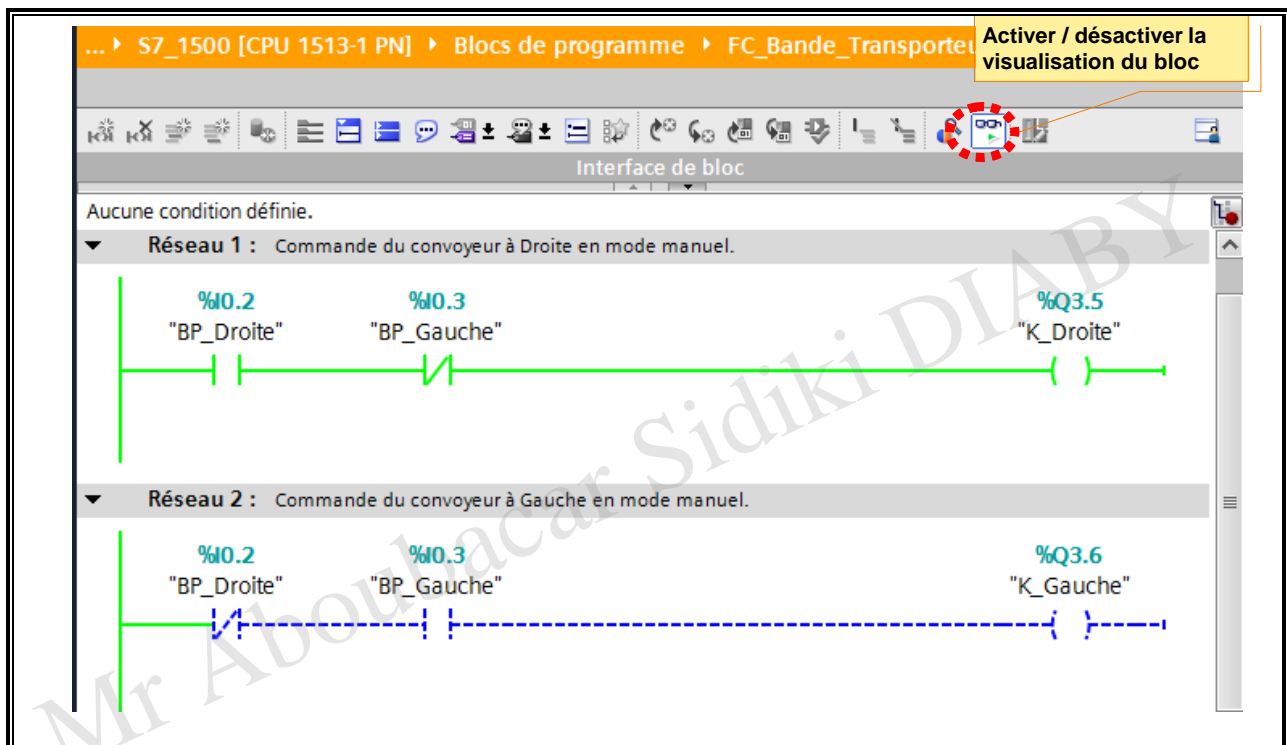 ... ▸ S7_1500 [CPU 1513-1 PN] ▸ Blocs de programme ▸ FC_Bande_Transporteu
Activer / désactiver la
visualisation du bloc
Interface de bloc
Aucune condition définie.
Réseau 1 : Commande du convoyeur à Droite en mode manuel.
%I0.2 %I0.3 %Q3.5
"BP_Droite" "BP_Gauche" "K_Droite"
Réseau 2 : Commande du convoyeur à Gauche en mode manuel.
%I0.2 %I0.3 %Q3.6
"BP_Droite" "BP_Gauche" "K_Gauche"
Mr Aboubacar Sidiki DIABY